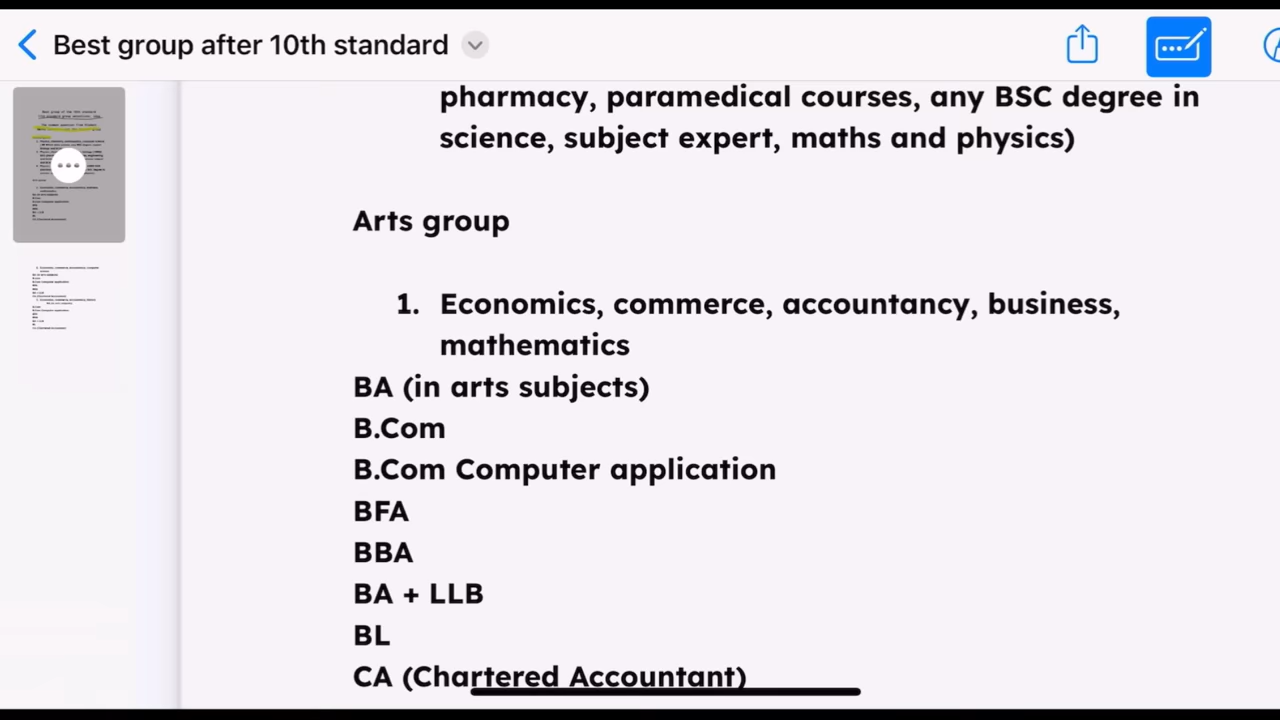 Best group after 10th standard
pharmacy, paramedical courses, any BSC degree in
science, subject expert, maths and physics)
Arts group
1. Economics, commerce, accountancy, business,
mathematics
BA (in arts subjects)
B.Com
B.Com Computer application
BFA
BBA
BA + LLB
BL
CA (Chartered Accountant)